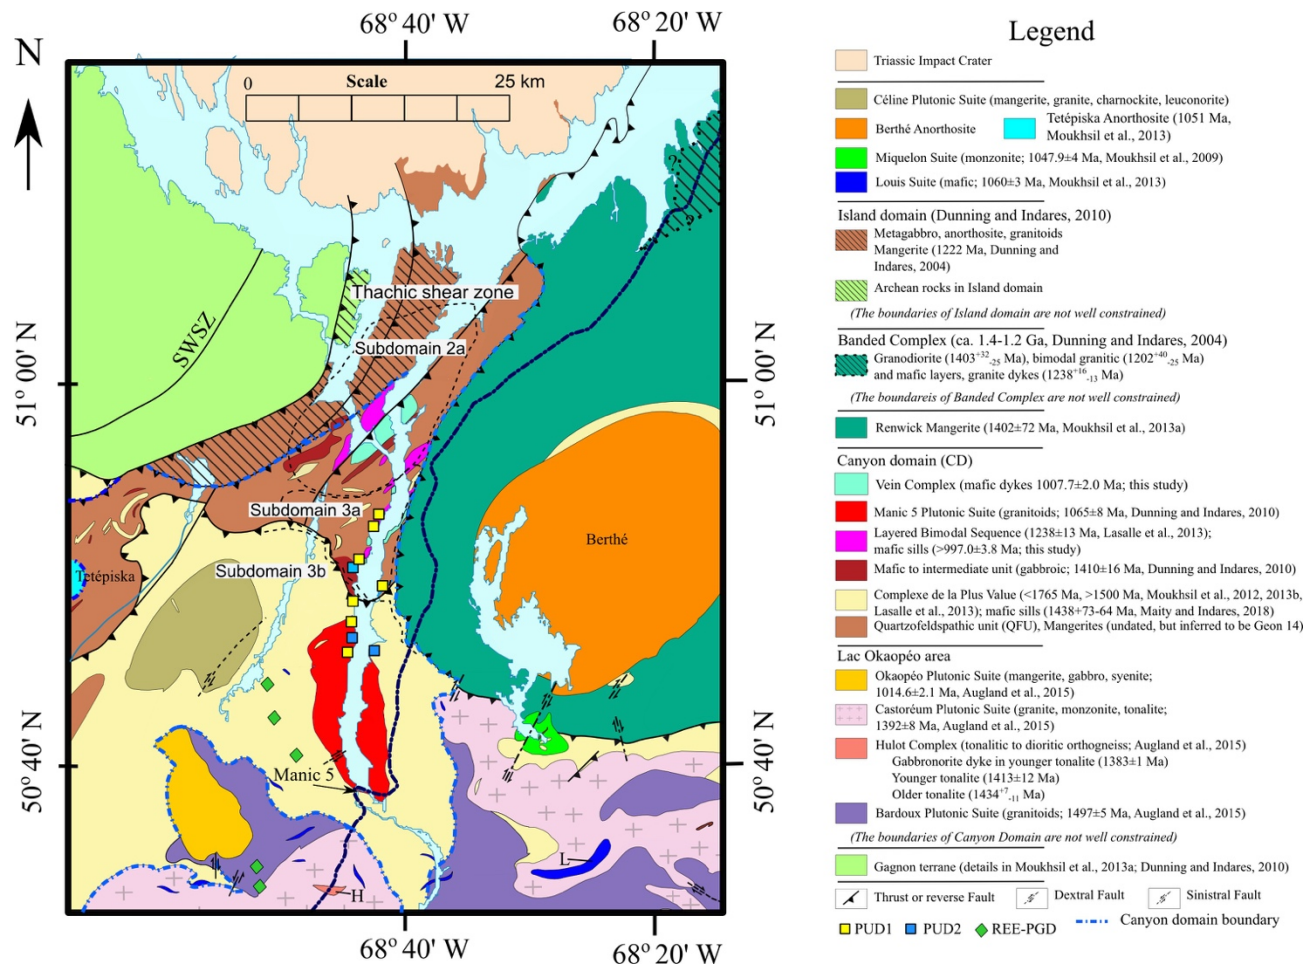 68° 40' W
68° 20' W
N
0 Scale 25 km
SWSZ
Thachic shear zone
Subdomain 2a
Subdomain 3a
Subdomain 3b
Tetépiska
Berthé
Manic 5
L
H
51° 00' N
51° 00' N
50° 40' N
50° 40' N
68° 40' W
68° 20' W
?
?
?
Legend
Triassic Impact Crater
Céline Plutonic Suite (mangerite, granite, charnockite, leuconorite)
Berthé Anorthosite
Tetépiska Anorthosite (1051 Ma,
Moukhsil et al., 2013)
Miquelon Suite (monzonite; 1047.9±4 Ma, Moukhsil et al., 2009)
Louis Suite (mafic; 1060±3 Ma, Moukhsil et al., 2013)
Island domain (Dunning and Indares, 2010)
Metagabbro, anorthosite, granitoids
Mangerite (1222 Ma, Dunning and
Indares, 2004)
Archean rocks in Island domain
(The boundaries of Island domain are not well constrained)
Banded Complex (ca. 1.4-1.2 Ga, Dunning and Indares, 2004)
Granodiorite (1403+32-25 Ma), bimodal granitic (1202+40-25 Ma)
and mafic layers, granite dykes (1238+16-13 Ma)
(The boundareis of Banded Complex are not well constrained)
Renwick Mangerite (1402±72 Ma, Moukhsil et al., 2013a)
Canyon domain (CD)
Vein Complex (mafic dykes 1007.7±2.0 Ma; this study)
Manic 5 Plutonic Suite (granitoids; 1065±8 Ma, Dunning and Indares, 2010)
Layered Bimodal Sequence (1238±13 Ma, Lasalle et al., 2013);
mafic sills (>997.0±3.8 Ma; this study)
Mafic to intermediate unit (gabbroic; 1410±16 Ma, Dunning and Indares, 2010)
Complexe de la Plus Value (<1765 Ma, >1500 Ma, Moukhsil et al., 2012, 2013b,
Lasalle et al., 2013); mafic sills (1438+73-64 Ma, Maity and Indares, 2018)
Quartzofeldspathic unit (QFU), Mangerites (undated, but inferred to be Geon 14)
Lac Okaopéo area
Okaopéo Plutonic Suite (mangerite, gabbro, syenite;
1014.6±2.1 Ma, Augland et al., 2015)
Castoréum Plutonic Suite (granite, monzonite, tonalite;
1392±8 Ma, Augland et al., 2015)
Hulot Complex (tonalitic to dioritic orthogneiss; Augland et al., 2015)
Gabbronorite dyke in younger tonalite (1383±1 Ma)
Younger tonalite (1413±12 Ma)
Older tonalite (1434+7-11 Ma)
Bardoux Plutonic Suite (granitoids; 1497±5 Ma, Augland et al., 2015)
(The boundaries of Canyon Domain are not well constrained)
Gagnon terrane (details in Moukhsil et al., 2013a; Dunning and Indares, 2010)
Thrust or reverse Fault
Dextral Fault
Sinistral Fault
PUD1
PUD2
REE-PGD
Canyon domain boundary